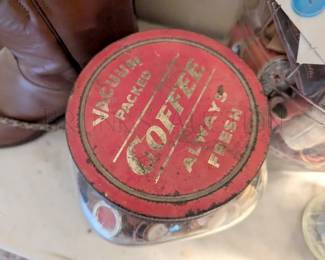 VACUUM
PACKED
COFFEE
ALWAYS
FRESH